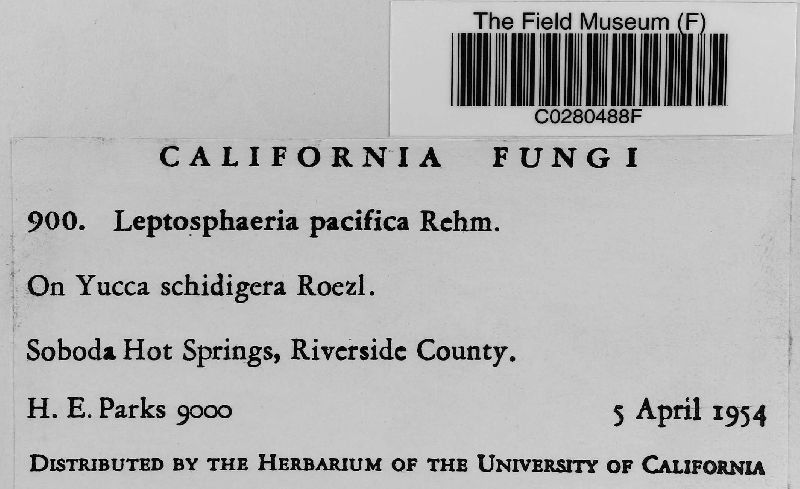 The Field Museum (F)
C0280488F
CALIFORNIA FUNGI
900. Leptosphaeria pacifica Rehm.
On Yucca schidigera Roezl.
Soboda Hot Springs, Riverside County.
H. E. Parks 9000 5 April 1954
DISTRIBUTED BY THE HERBARIUM OF THE UNIVERSITY OF CALIFORNIA